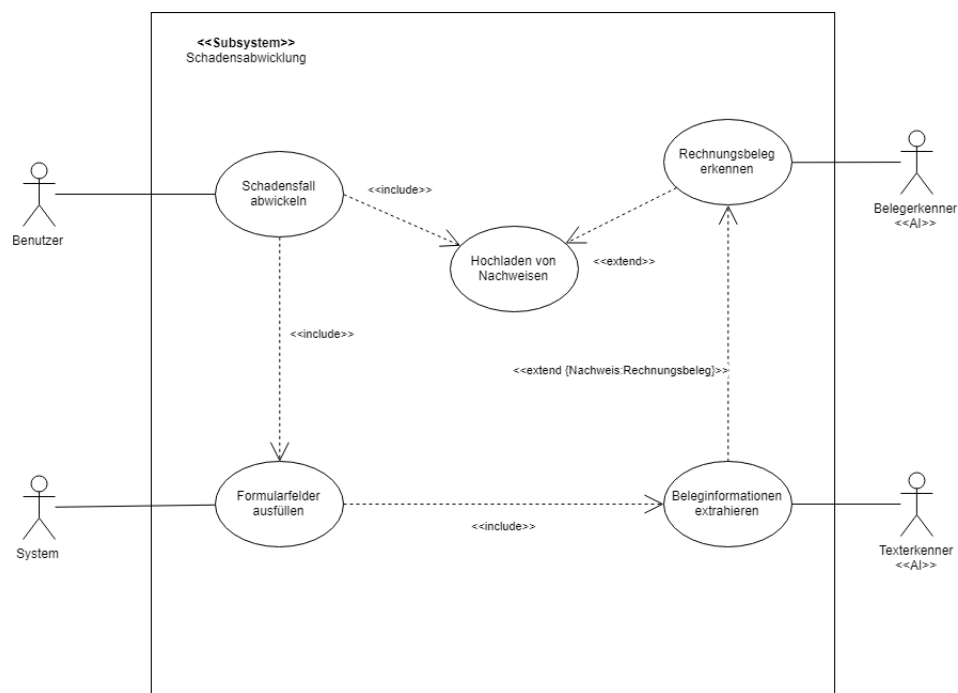 <<Subsystem>>
Schadensabwicklung
Rechnungsbeleg
erkennen
Schadensfall
abwickeln
<<include>>
Benutzer
Belegerkenner
<<AI>>
Hochladen von
Nachweisen
<<extend>>
<<include>>
<<extend {Nachweis:Rechnungsbeleg}>>
Formularfelder
ausfüllen
Beleginformationen
extrahieren
<<include>>
System
Texterkenner
<<AI>>